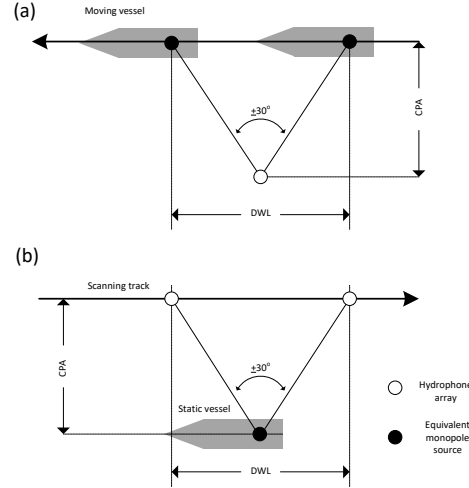 (a)
Moving vessel
±30°
CPA
DWL
(b)
Scanning track
±30°
CPA
Static vessel
Hydrophone
array
Equivalent
monopole
source
DWL